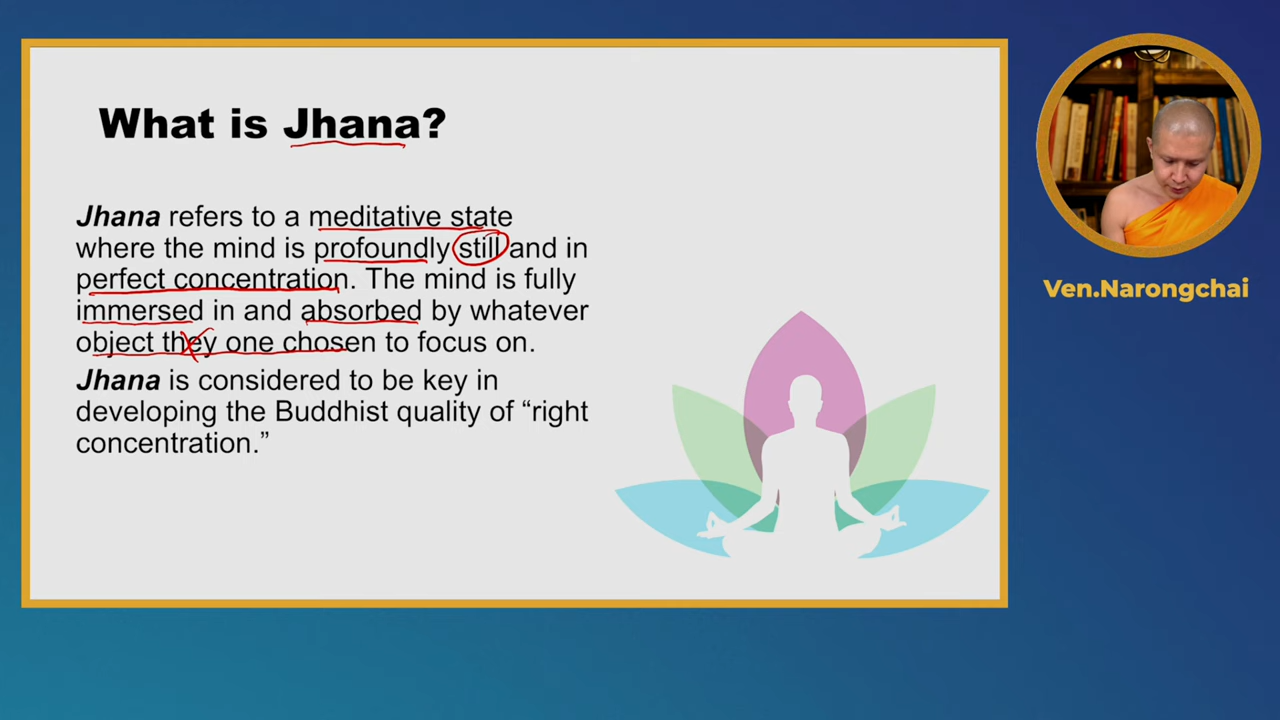 What is Jhana?
Jhana refers to a meditative state
where the mind is profoundly still and in
perfect concentration. The mind is fully
immersed in and absorbed by whatever
object they one chosen to focus on.
Jhana is considered to be key in
developing the Buddhist quality of “right
concentration.”
Ven.Narongchai